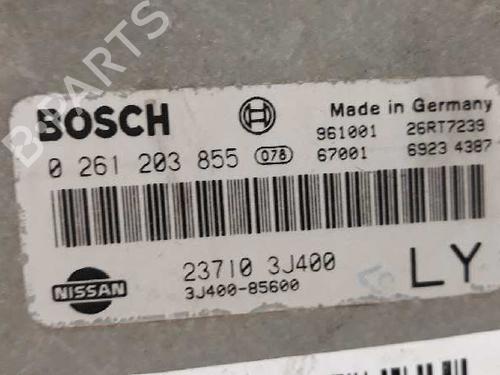 B-PARTS
BOSCH
Made in Germany
0 261 203 855 078
961001 26RT7239
67001 6923 4387
23710 3J400
3J400-85600
LY
NISSAN